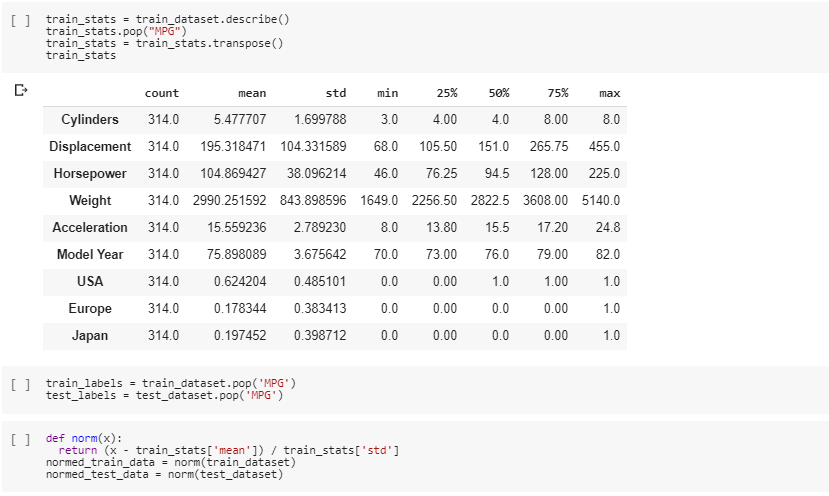 [ ] train_stats = train_dataset.describe()
train_stats.pop("MPG")
train_stats = train_stats.transpose()
train_stats
count mean std min 25% 50% 75% max
Cylinders 314.0 5.477707 1.699788 3.0 4.00 4.0 8.00 8.0
Displacement 314.0 195.318471 104.331589 68.0 105.50 151.0 265.75 455.0
Horsepower 314.0 104.869427 38.096214 46.0 76.25 94.5 128.00 225.0
Weight 314.0 2990.251592 843.898596 1649.0 2256.50 2822.5 3608.00 5140.0
Acceleration 314.0 15.559236 2.789230 8.0 13.80 15.5 17.20 24.8
Model Year 314.0 75.898089 3.675642 70.0 73.00 76.0 79.00 82.0
USA 314.0 0.624204 0.485101 0.0 0.00 1.0 1.00 1.0
Europe 314.0 0.178344 0.383413 0.0 0.00 0.0 0.00 1.0
Japan 314.0 0.197452 0.398712 0.0 0.00 0.0 0.00 1.0
[ ] train_labels = train_dataset.pop('MPG')
test_labels = test_dataset.pop('MPG')
[ ] def norm(x):
return (x - train_stats['mean']) / train_stats['std']
normed_train_data = norm(train_dataset)
normed_test_data = norm(test_dataset)